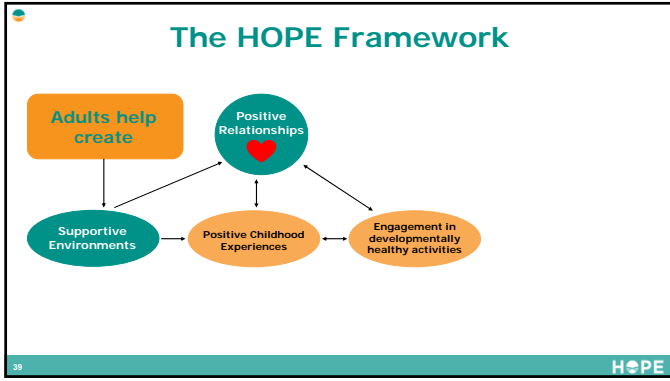 The HOPE Framework
Adults help
create
Positive
Relationships
Supportive
Environments
Positive Childhood
Experiences
Engagement in
developmentally
healthy activities
39
HOPE